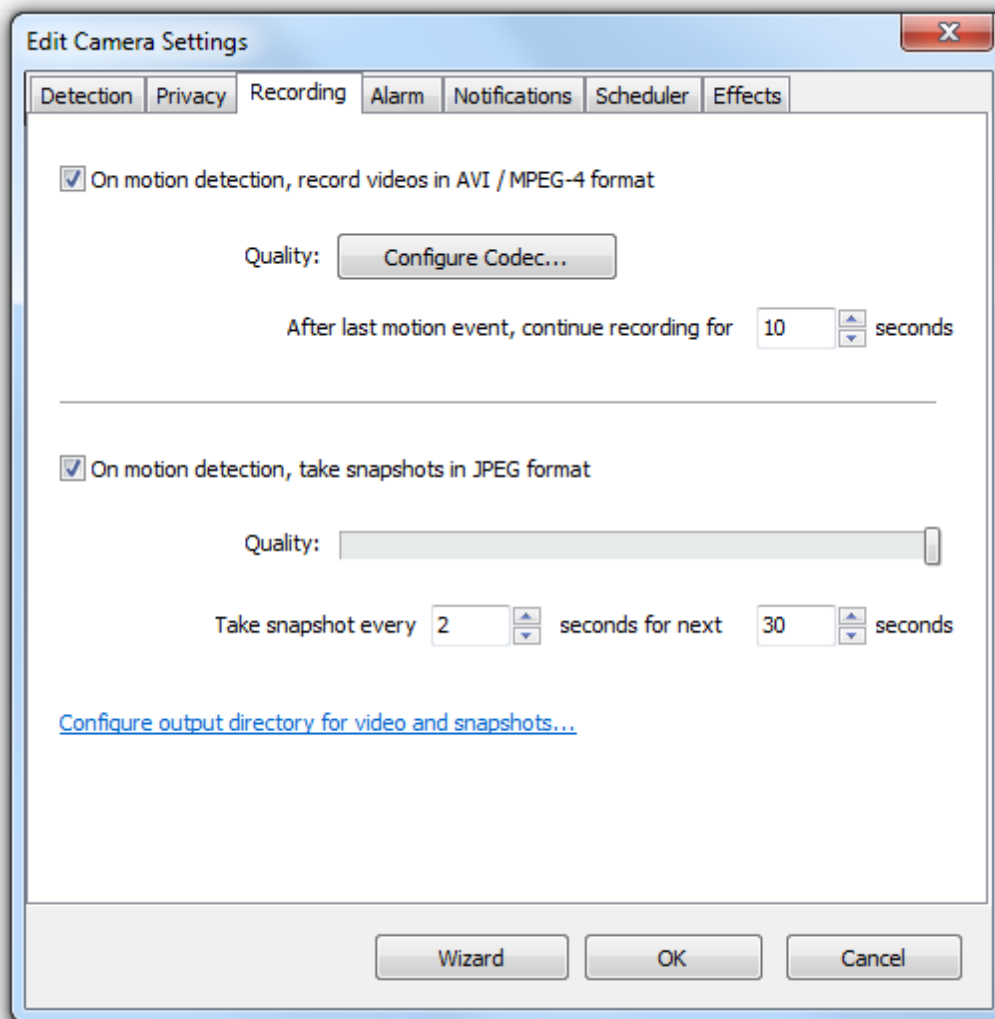 Edit Camera Settings
Detection Privacy Recording Alarm Notifications Scheduler Effects
On motion detection, record videos in AVI / MPEG-4 format
Quality: Configure Codec...
After last motion event, continue recording for 10 seconds
On motion detection, take snapshots in JPEG format
Quality:
Take snapshot every 2 seconds for next 30 seconds
Configure output directory for video and snapshots...
Wizard OK Cancel